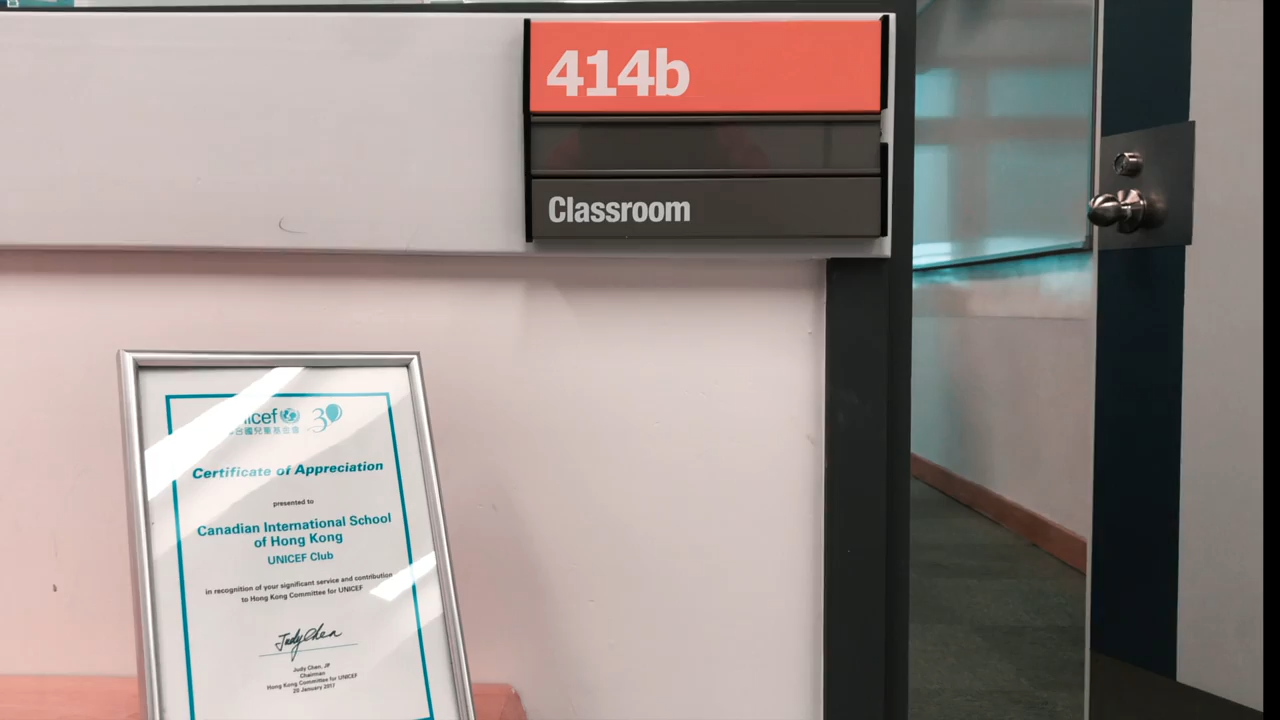 414b
Classroom
30
Certificate of Appreciation
presented to
Canadian International School
of Hong Kong
UNICEF Club
in recognition of your significant service and contribution
to Hong Kong Committee for UNICEF
Judy Chen
Judy Chen, JP
Chairman
Hong Kong Committee for UNICEF
20 January 2017